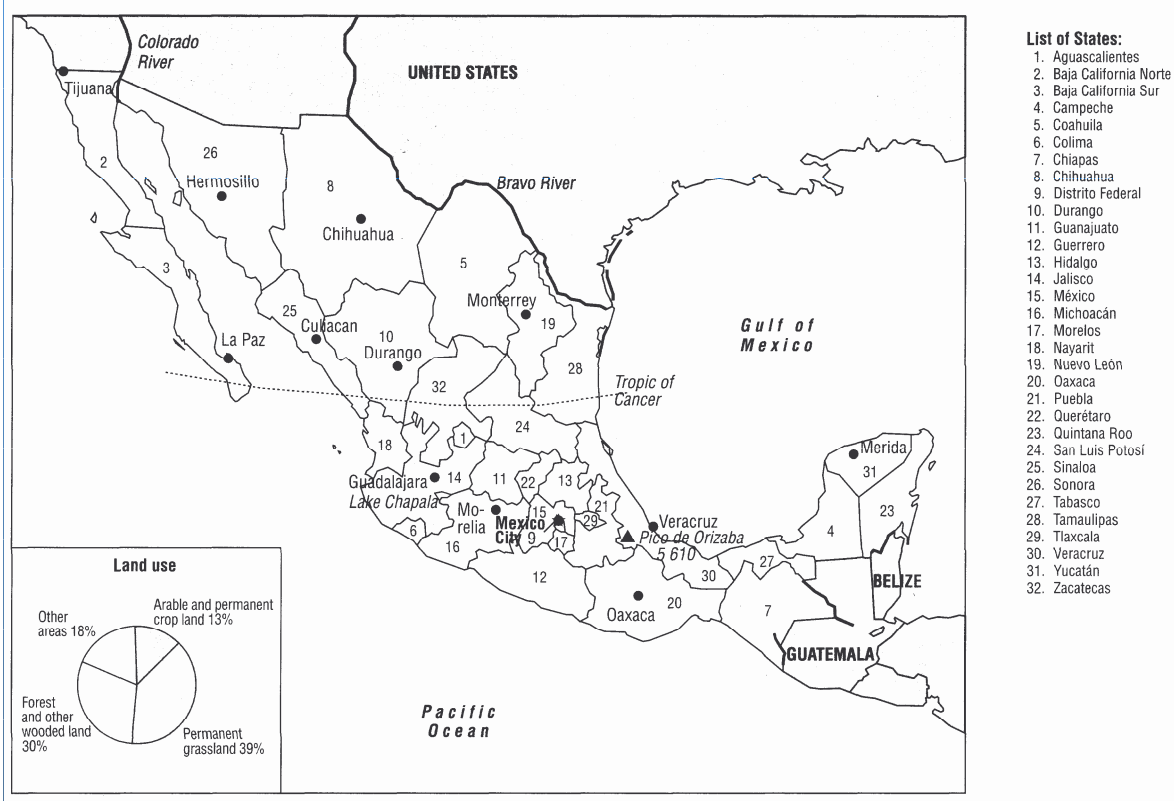 Colorado
River
UNITED STATES
Tijuana
2
26
Hermosillo
8
Chihuahua
Bravo River
3
5
25
Culiacan
La Paz
10
Durango
Monterrey
19
28
32
Gulf of
Mexico
Tropic of
Cancer
24
18
1
Guadalajara
14
Lake Chapala
11
22
13
21
Mo-
relia
15
Mexico
City
9
17
29
6
16
Veracruz
Pico de Orizaba
5 610
Merida
31
23
4
12
30
27
Oaxaca
20
7
BELIZE
GUATEMALA
Pacific
Ocean
Land use
Other
areas 18%
Arable and permanent
crop land 13%
Forest
and other
wooded land
30%
Permanent
grassland 39%
List of States:
1. Aguascalientes
2. Baja California Norte
3. Baja California Sur
4. Campeche
5. Coahuila
6. Colima
7. Chiapas
8. Chihuahua
9. Distrito Federal
10. Durango
11. Guanajuato
12. Guerrero
13. Hidalgo
14. Jalisco
15. México
16. Michoacán
17. Morelos
18. Nayarit
19. Nuevo León
20. Oaxaca
21. Puebla
22. Querétaro
23. Quintana Roo
24. San Luis Potosí
25. Sinaloa
26. Sonora
27. Tabasco
28. Tamaulipas
29. Tlaxcala
30. Veracruz
31. Yucatán
32. Zacatecas